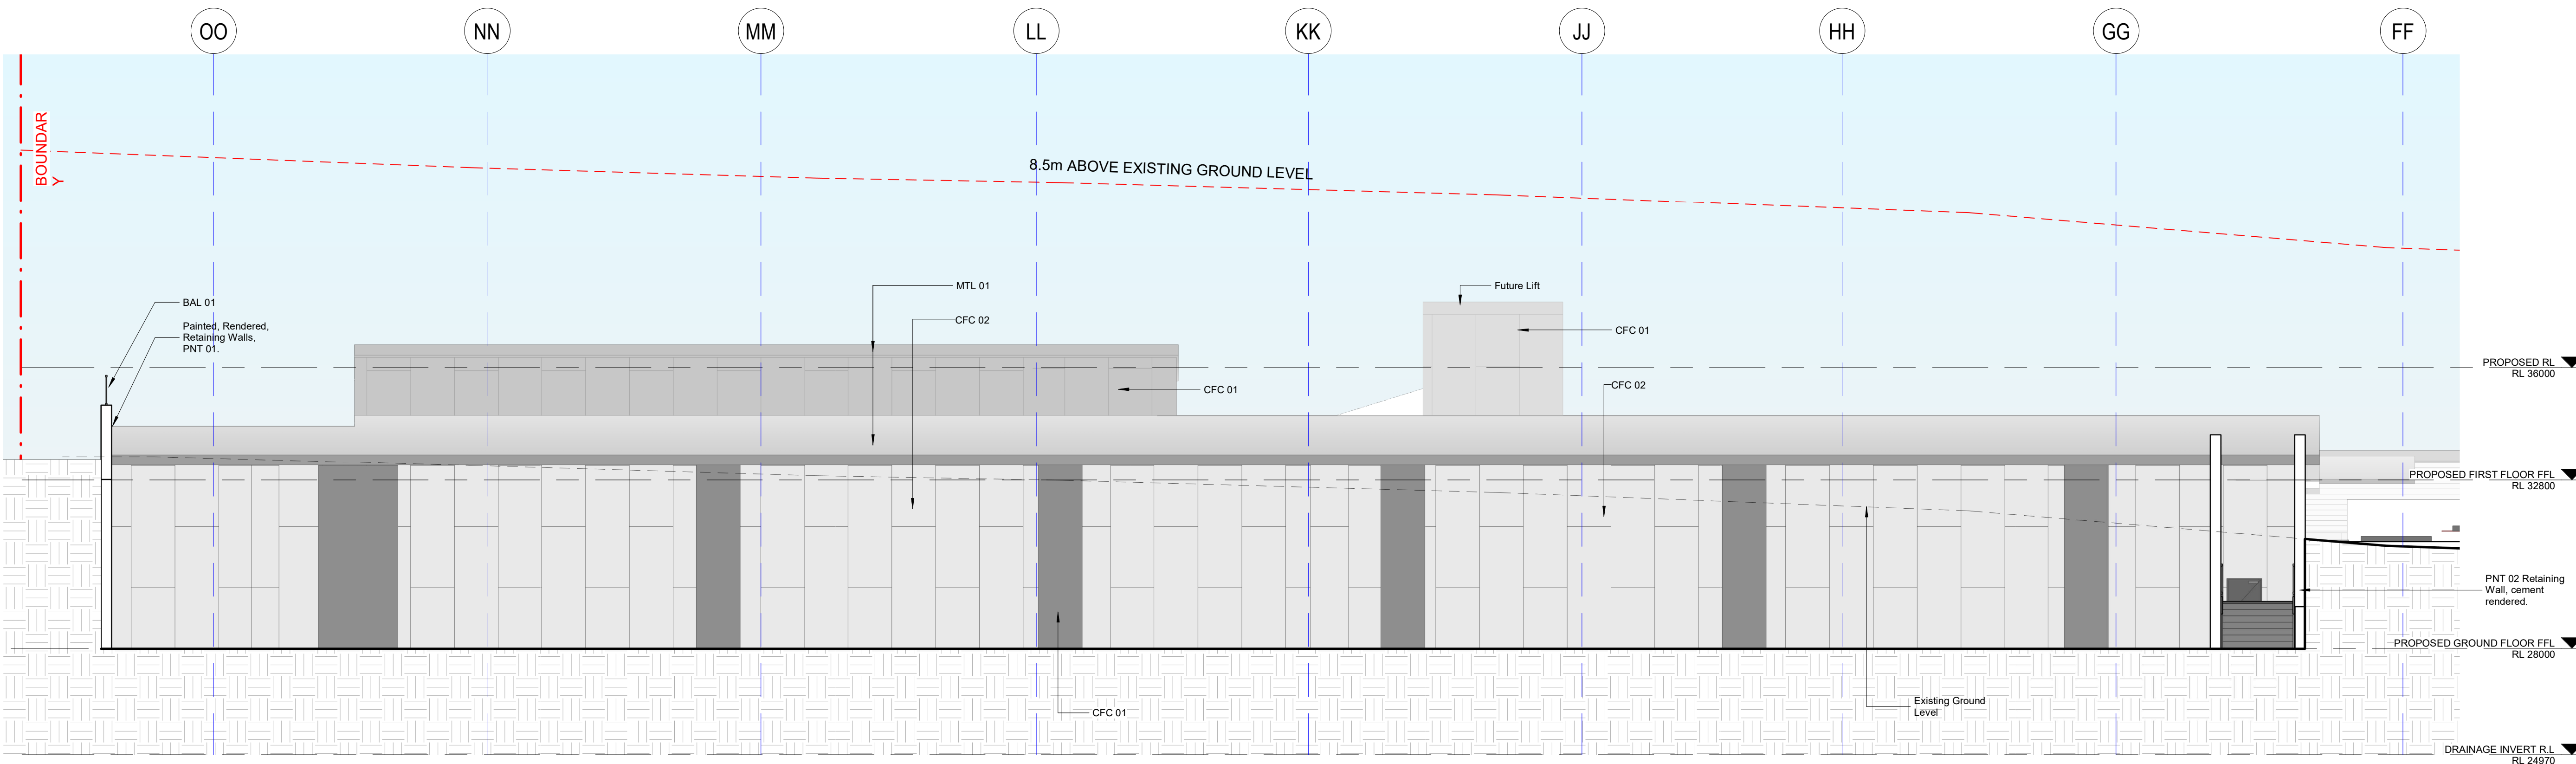 OO
NN
MM
LL
KK
JJ
HH
GG
FF
BOUNDAR
Y
8.5m ABOVE EXISTING GROUND LEVEL
BAL 01
Painted, Rendered,
Retaining Walls,
PNT 01.
MTL 01
CFC 02
CFC 01
Future Lift
CFC 01
CFC 02
PROPOSED RL
RL 36000
PROPOSED FIRST FLOOR FFL
RL 32800
PNT 02 Retaining
Wall, cement
rendered.
PROPOSED GROUND FLOOR FFL
RL 28000
CFC 01
Existing Ground
Level
DRAINAGE INVERT R.L
RL 24970